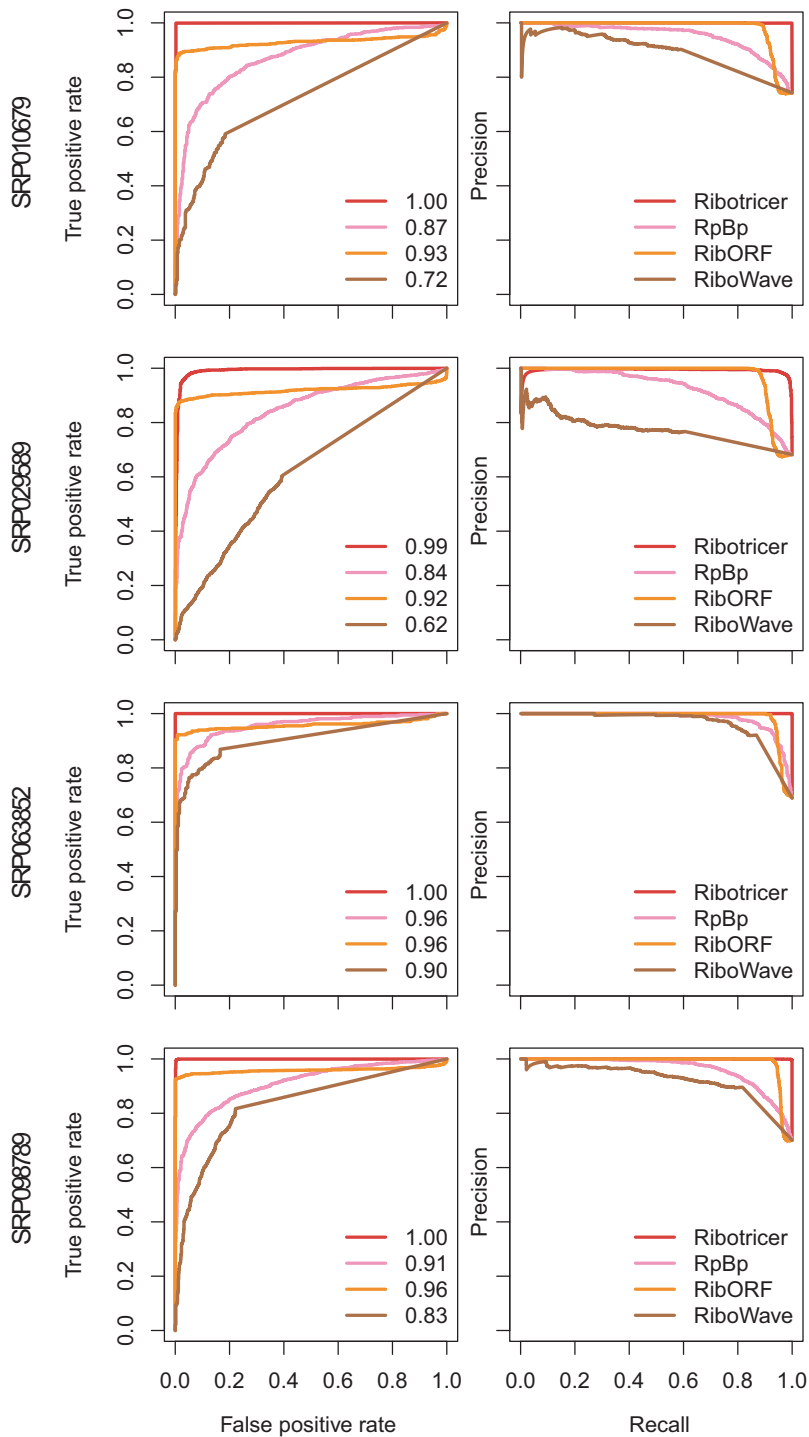 SRP010679
True positive rate
0.0 0.2 0.4 0.6 0.8 1.0
1.00
0.87
0.93
0.72
Precision
Ribotricer
RpBp
RibORF
RiboWave
SRP029589
True positive rate
0.0 0.2 0.4 0.6 0.8 1.0
0.99
0.84
0.92
0.62
Precision
Ribotricer
RpBp
RibORF
RiboWave
SRP063852
True positive rate
0.0 0.2 0.4 0.6 0.8 1.0
1.00
0.96
0.96
0.90
Precision
Ribotricer
RpBp
RibORF
RiboWave
SRP098789
True positive rate
0.0 0.2 0.4 0.6 0.8 1.0
1.00
0.91
0.96
0.83
Precision
Ribotricer
RpBp
RibORF
RiboWave
0.0 0.2 0.4 0.6 0.8 1.0
False positive rate
0.0 0.2 0.4 0.6 0.8 1.0
Recall